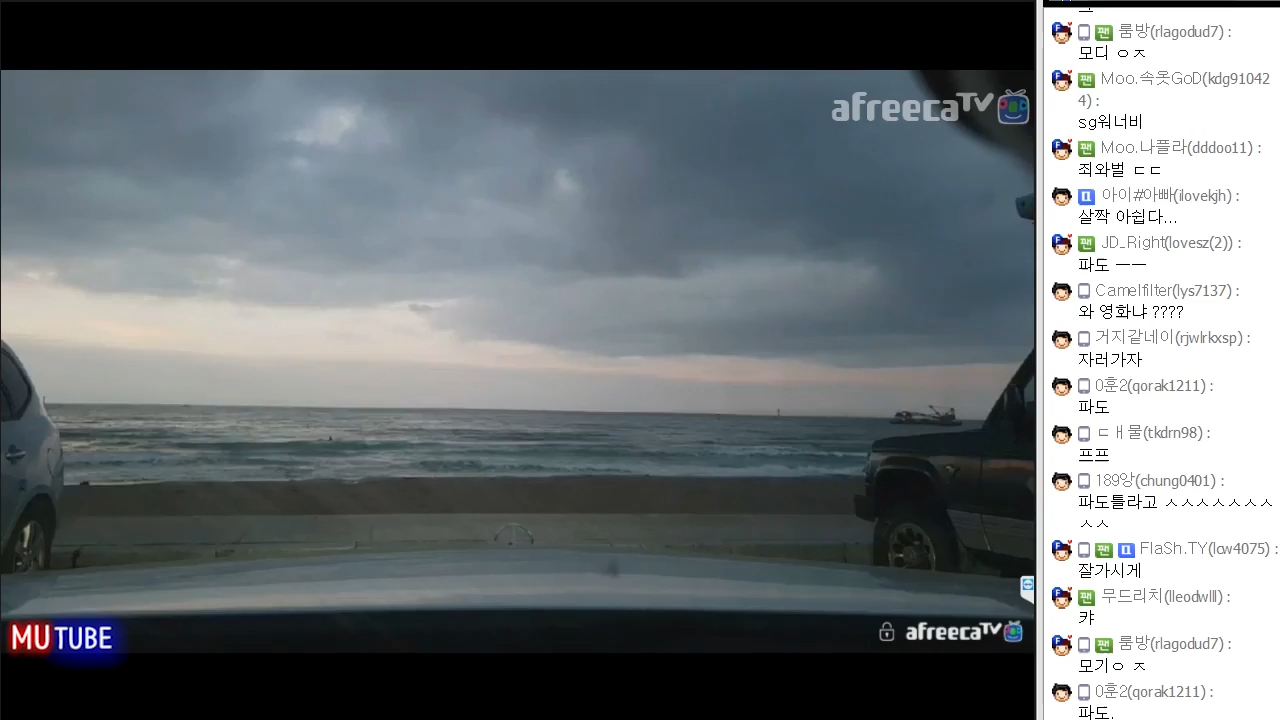 afreecaTV
MUTUBE
afreecaTV
룸방(rlagodud7) :
모디 ㅇㅈ
Moo.속옷GoD(kdg91042
4) :
sg워너비
Moo.나플라(dddoo11) :
죄와벌 ㄷㄷ
아이#아빠(ilovekjh) :
살짝 아쉽다...
JD_Right(lovesz(2)) :
파도 ㅡㅡ
Camelfilter(lys7137) :
와 영화냐 ????
거지같네이(rjwlrkxsp) :
자러가자
0훈2(qorak1211) :
파도
ㄷㅐ물(tkdrn98) :
프프
189앙(chung0401) :
파도틀라고 ㅅㅅㅅㅅㅅㅅㅅ
ㅅㅅ
FlaSh.TY(lcw4075) :
잘가시게
무드리치(lleodwlll) :
캬
룸방(rlagodud7) :
모기ㅇ ㅈ
0훈2(qorak1211) :
파도.